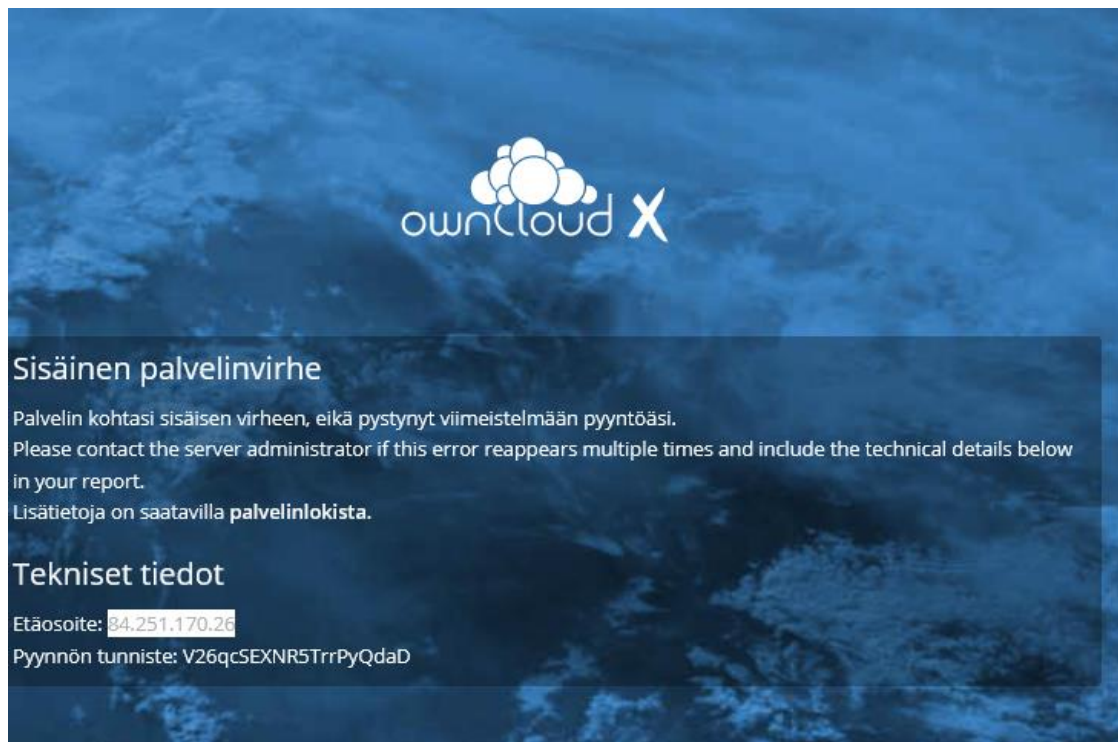 ownCloud X
Sisäinen palvelinvirhe
Palvelin kohtasi sisäisen virheen, eikä pystynyt viimeistelmään pyyntöäsi.
Please contact the server administrator if this error reappears multiple times and include the technical details below
in your report.
Lisätietoja on saatavilla palvelinlokista.
Tekniset tiedot
Etäosoite: 84.251.170.26
Pyynnön tunniste: V26qcSEXNR5TrrPyQdaD